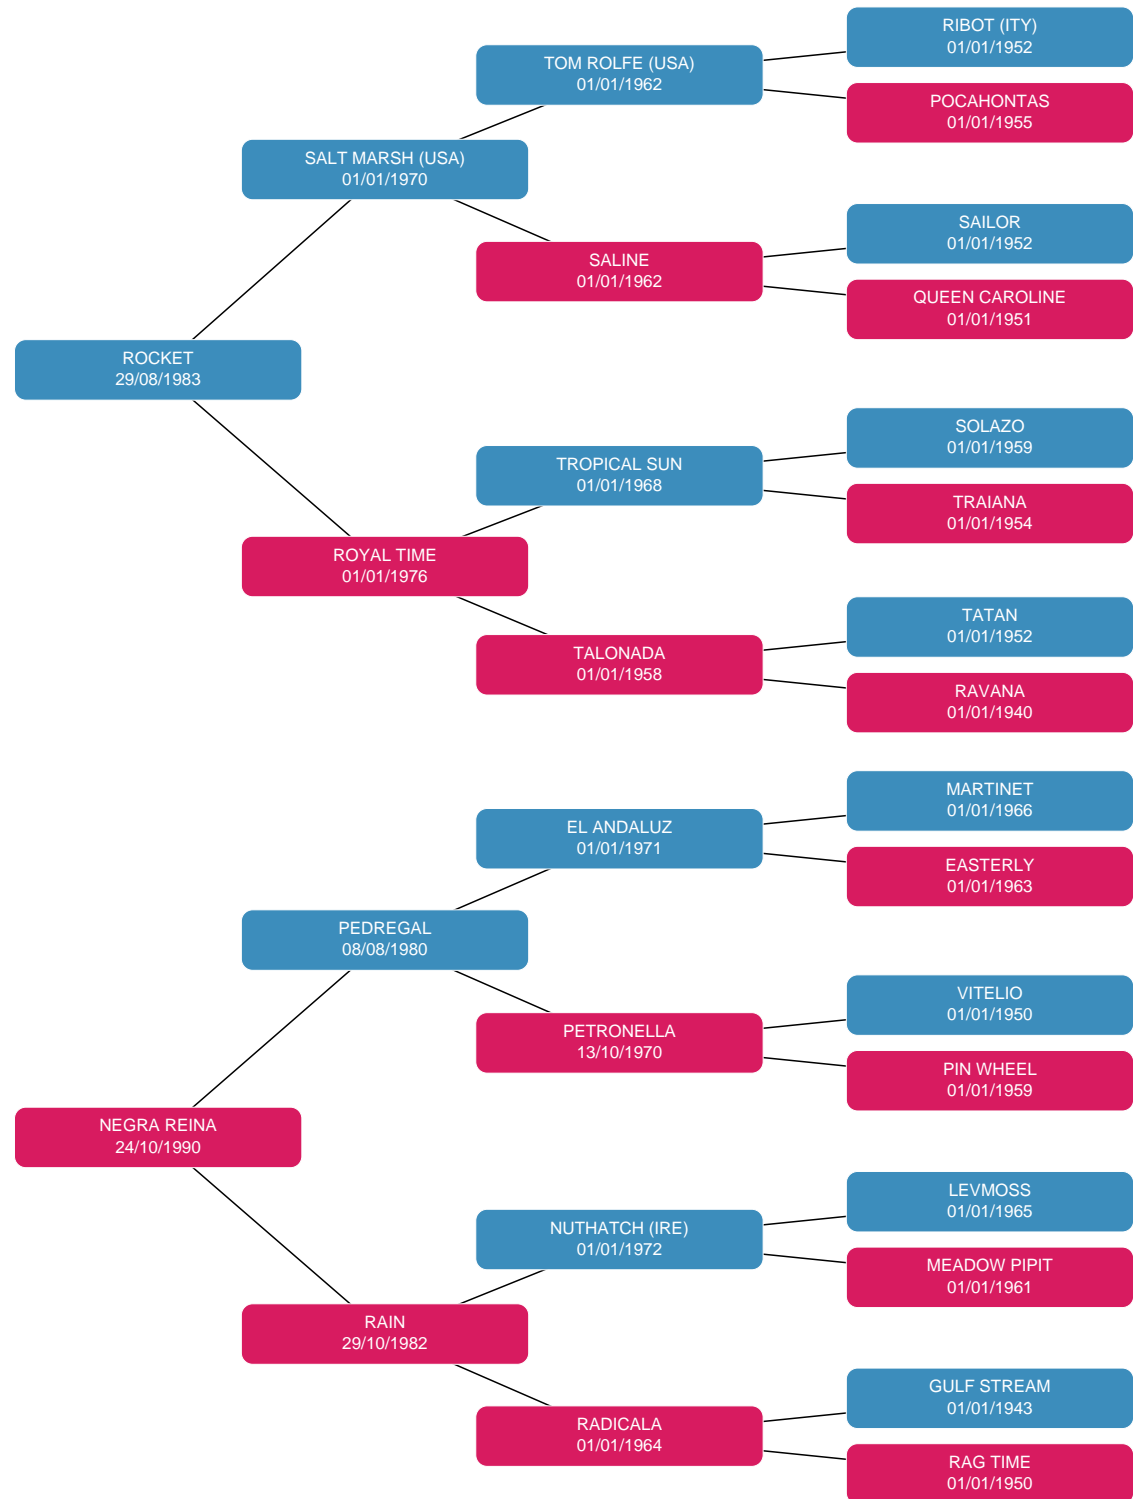 RIBOT (ITY)
01/01/1952
TOM ROLFE (USA)
01/01/1962
POCAHONTAS
01/01/1955
SALT MARSH (USA)
01/01/1970
SAILOR
01/01/1952
SALINE
01/01/1962
QUEEN CAROLINE
01/01/1951
ROCKET
29/08/1983
SOLAZO
01/01/1959
TROPICAL SUN
01/01/1968
TRAIANA
01/01/1954
ROYAL TIME
01/01/1976
TATAN
01/01/1952
TALONADA
01/01/1958
RAVANA
01/01/1940
MARTINET
01/01/1966
EL ANDALUZ
01/01/1971
EASTERLY
01/01/1963
PEDREGAL
08/08/1980
VITELIO
01/01/1950
PETRONELLA
13/10/1970
PIN WHEEL
01/01/1959
NEGRA REINA
24/10/1990
LEVMOSS
01/01/1965
NUTHATCH (IRE)
01/01/1972
MEADOW PIPIT
01/01/1961
RAIN
29/10/1982
GULF STREAM
01/01/1943
RADICALA
01/01/1964
RAG TIME
01/01/1950